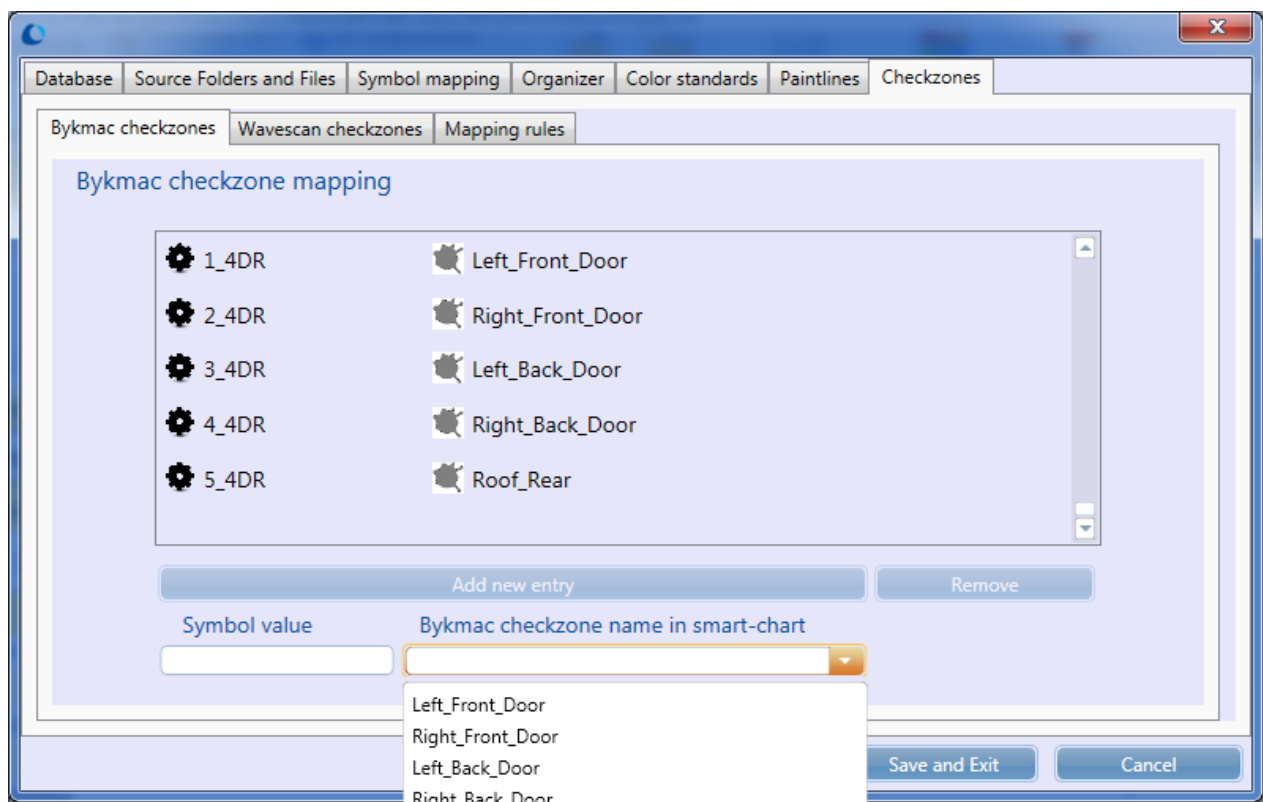 Database Source Folders and Files Symbol mapping Organizer Color standards Paintlines Checkzones
Bykmac checkzones Wavescan checkzones Mapping rules
Bykmac checkzone mapping
1_4DR Left_Front_Door
2_4DR Right_Front_Door
3_4DR Left_Back_Door
4_4DR Right_Back_Door
5_4DR Roof_Rear
Add new entry Remove
Symbol value Bykmac checkzone name in smart-chart
Left_Front_Door
Right_Front_Door
Left_Back_Door
Save and Exit Cancel
Right_Back_Door